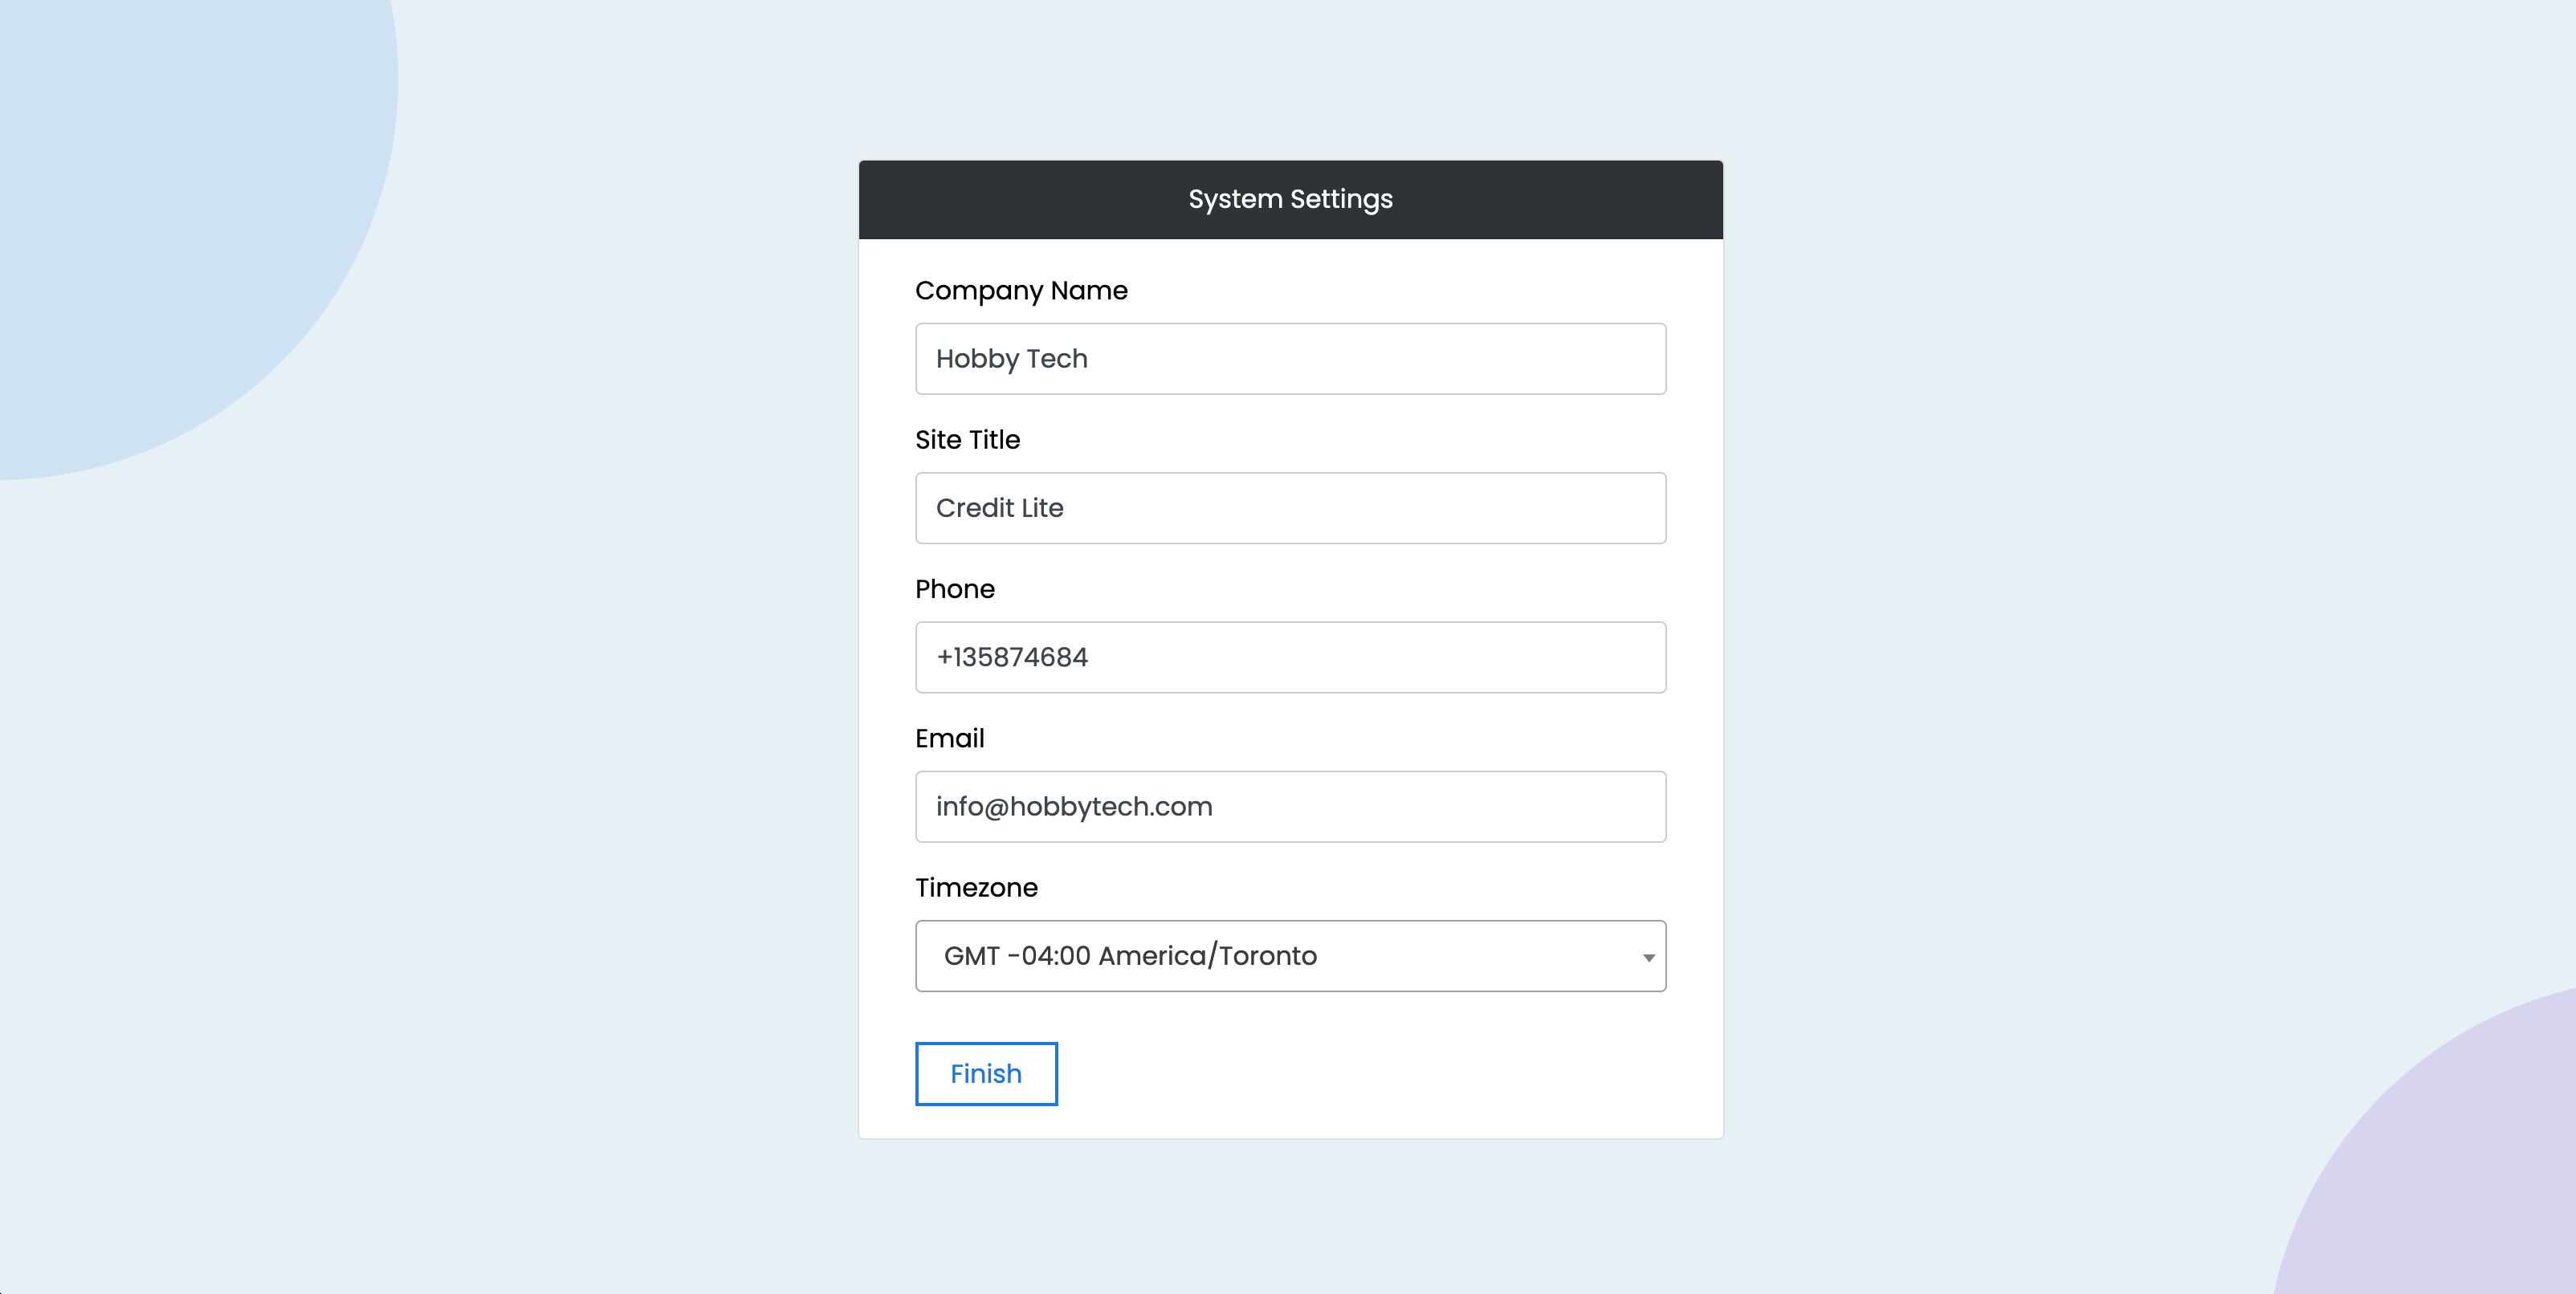 System Settings
Company Name
Hobby Tech
Site Title
Credit Lite
Phone
+135874684
Email
info@hobbytech.com
Timezone
GMT -04:00 America/Toronto
Finish